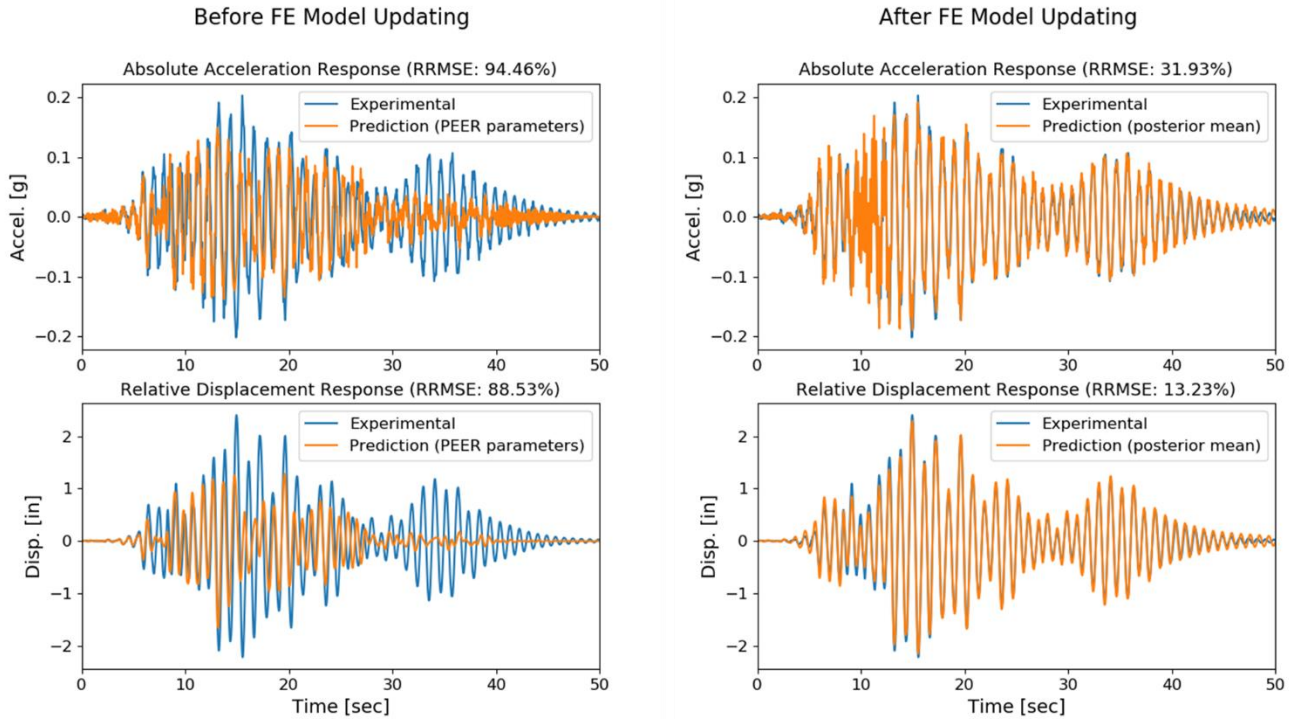 Before FE Model Updating
Absolute Acceleration Response (RRMSE: 94.46%)
Experimental
Prediction (PEER parameters)
Accel. [g]
0.2
0.1
0.0
−0.1
−0.2
0 10 20 30 40 50
Relative Displacement Response (RRMSE: 88.53%)
Experimental
Prediction (PEER parameters)
Disp. [in]
2
1
0
−1
−2
0 10 20 30 40 50
Time [sec]
After FE Model Updating
Absolute Acceleration Response (RRMSE: 31.93%)
Experimental
Prediction (posterior mean)
Accel. [g]
0.2
0.1
0.0
−0.1
−0.2
0 10 20 30 40 50
Relative Displacement Response (RRMSE: 13.23%)
Experimental
Prediction (posterior mean)
Disp. [in]
2
1
0
−1
−2
0 10 20 30 40 50
Time [sec]